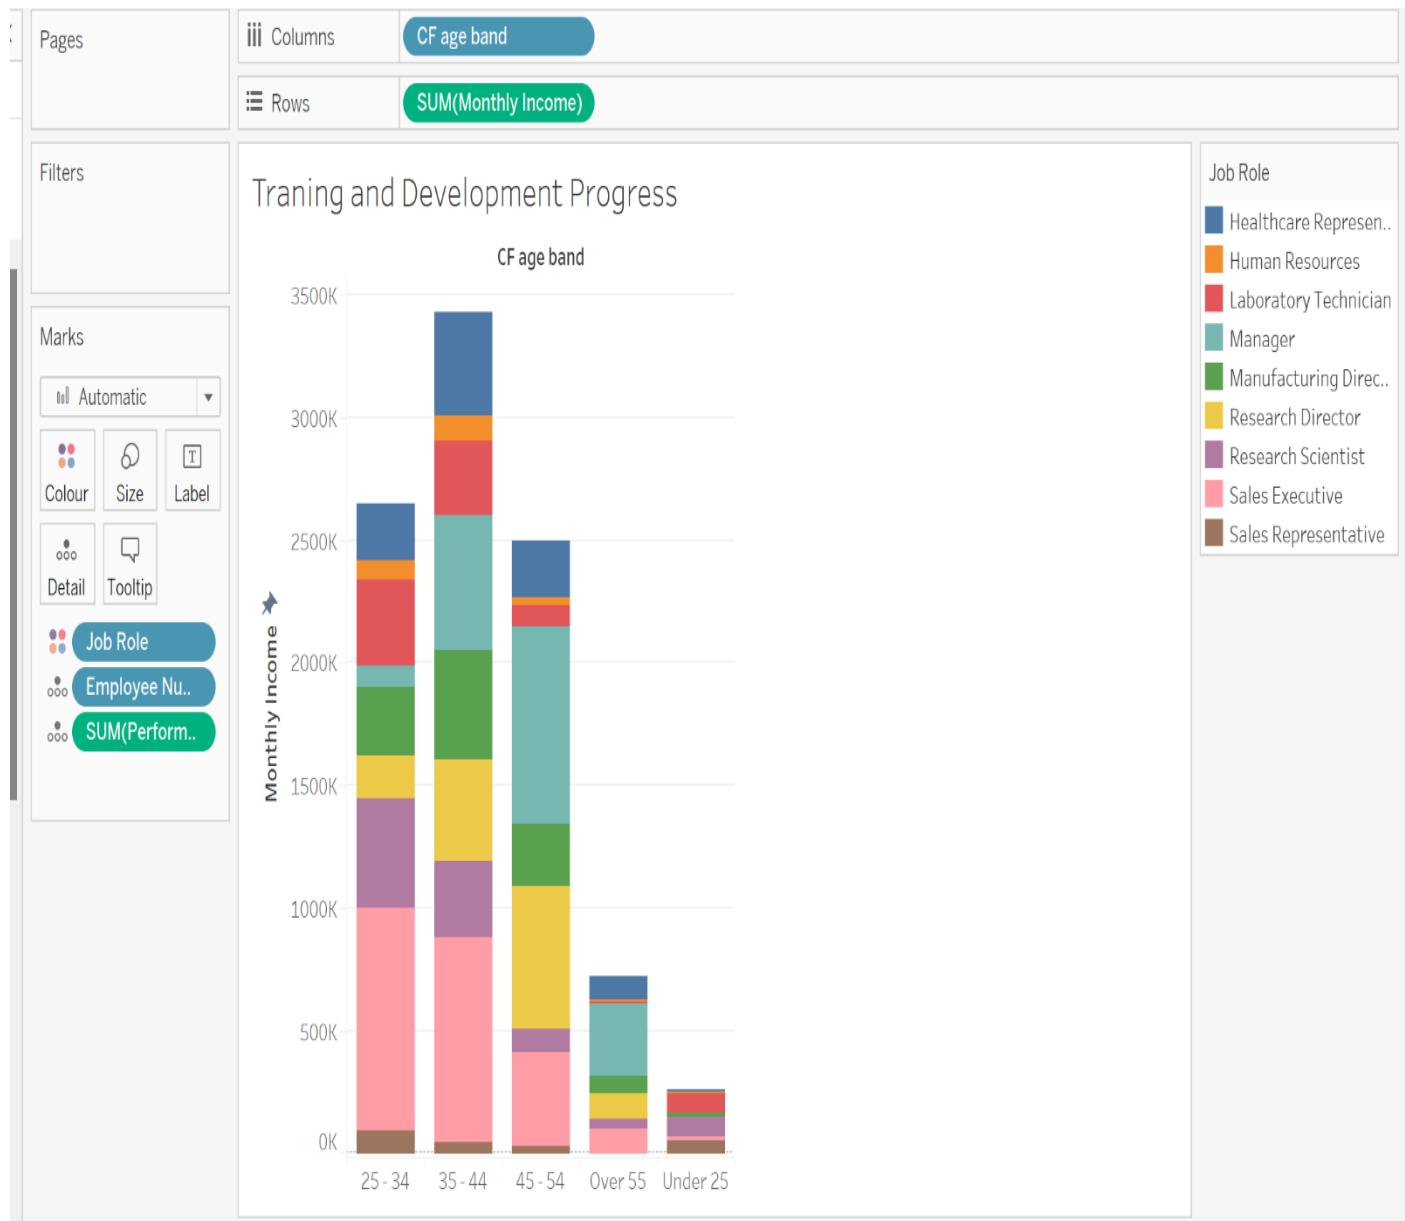 Pages
Columns
CF age band
Rows
SUM(Monthly Income)
Filters
Marks
Automatic
Colour
Size
T
Label
Detail
Tooltip
Job Role
Employee Nu..
SUM(Perform..
Traning and Development Progress
CF age band
Monthly Income
3500K
3000K
2500K
2000K
1500K
1000K
500K
0K
25 - 34
35 - 44
45 - 54
Over 55
Under 25
Job Role
Healthcare Represen..
Human Resources
Laboratory Technician
Manager
Manufacturing Direc..
Research Director
Research Scientist
Sales Executive
Sales Representative